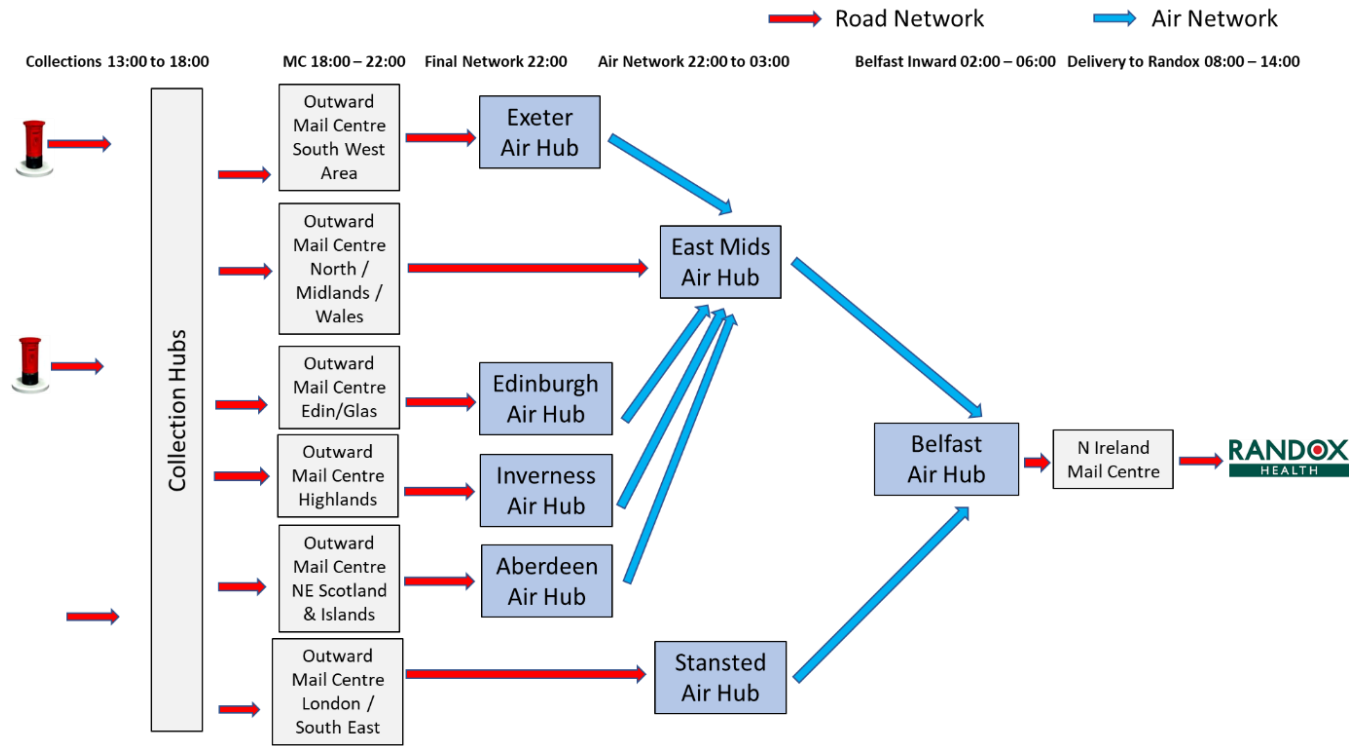 Road Network
Air Network
Collections 13:00 to 18:00
MC 18:00 – 22:00
Final Network 22:00
Air Network 22:00 to 03:00
Belfast Inward 02:00 – 06:00
Delivery to Randox 08:00 – 14:00
Collection Hubs
Outward
Mail Centre
South West
Area
Exeter
Air Hub
Outward
Mail Centre
North /
Midlands /
Wales
East Mids
Air Hub
Outward
Mail Centre
Edin/Glas
Edinburgh
Air Hub
Outward
Mail Centre
Highlands
Inverness
Air Hub
Outward
Mail Centre
NE Scotland
& Islands
Aberdeen
Air Hub
Outward
Mail Centre
London /
South East
Stansted
Air Hub
Belfast
Air Hub
N Ireland
Mail Centre
RANDOX
HEALTH